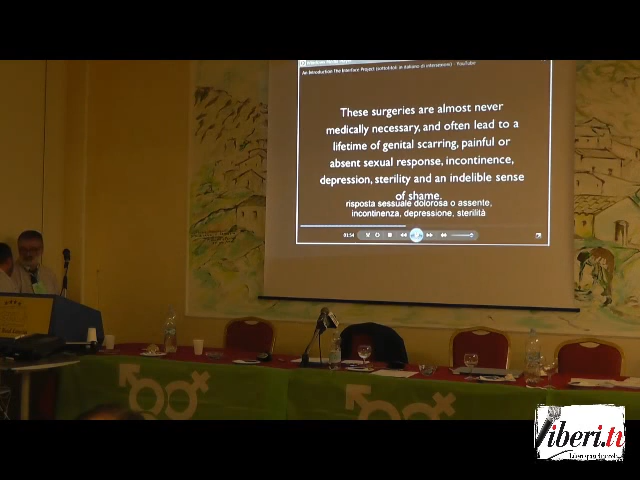 An Introduction The Interface Project (sottotitoli in italiano di intersexioni) - YouTube
These surgeries are almost never
medically necessary, and often lead to a
lifetime of genital scarring, painful or
absent sexual response, incontinence,
depression, sterility and an indelible sense
of shame.
risposta sessuale dolorosa o assente,
incontinenza, depressione, sterilità
01:54
liberi.tv